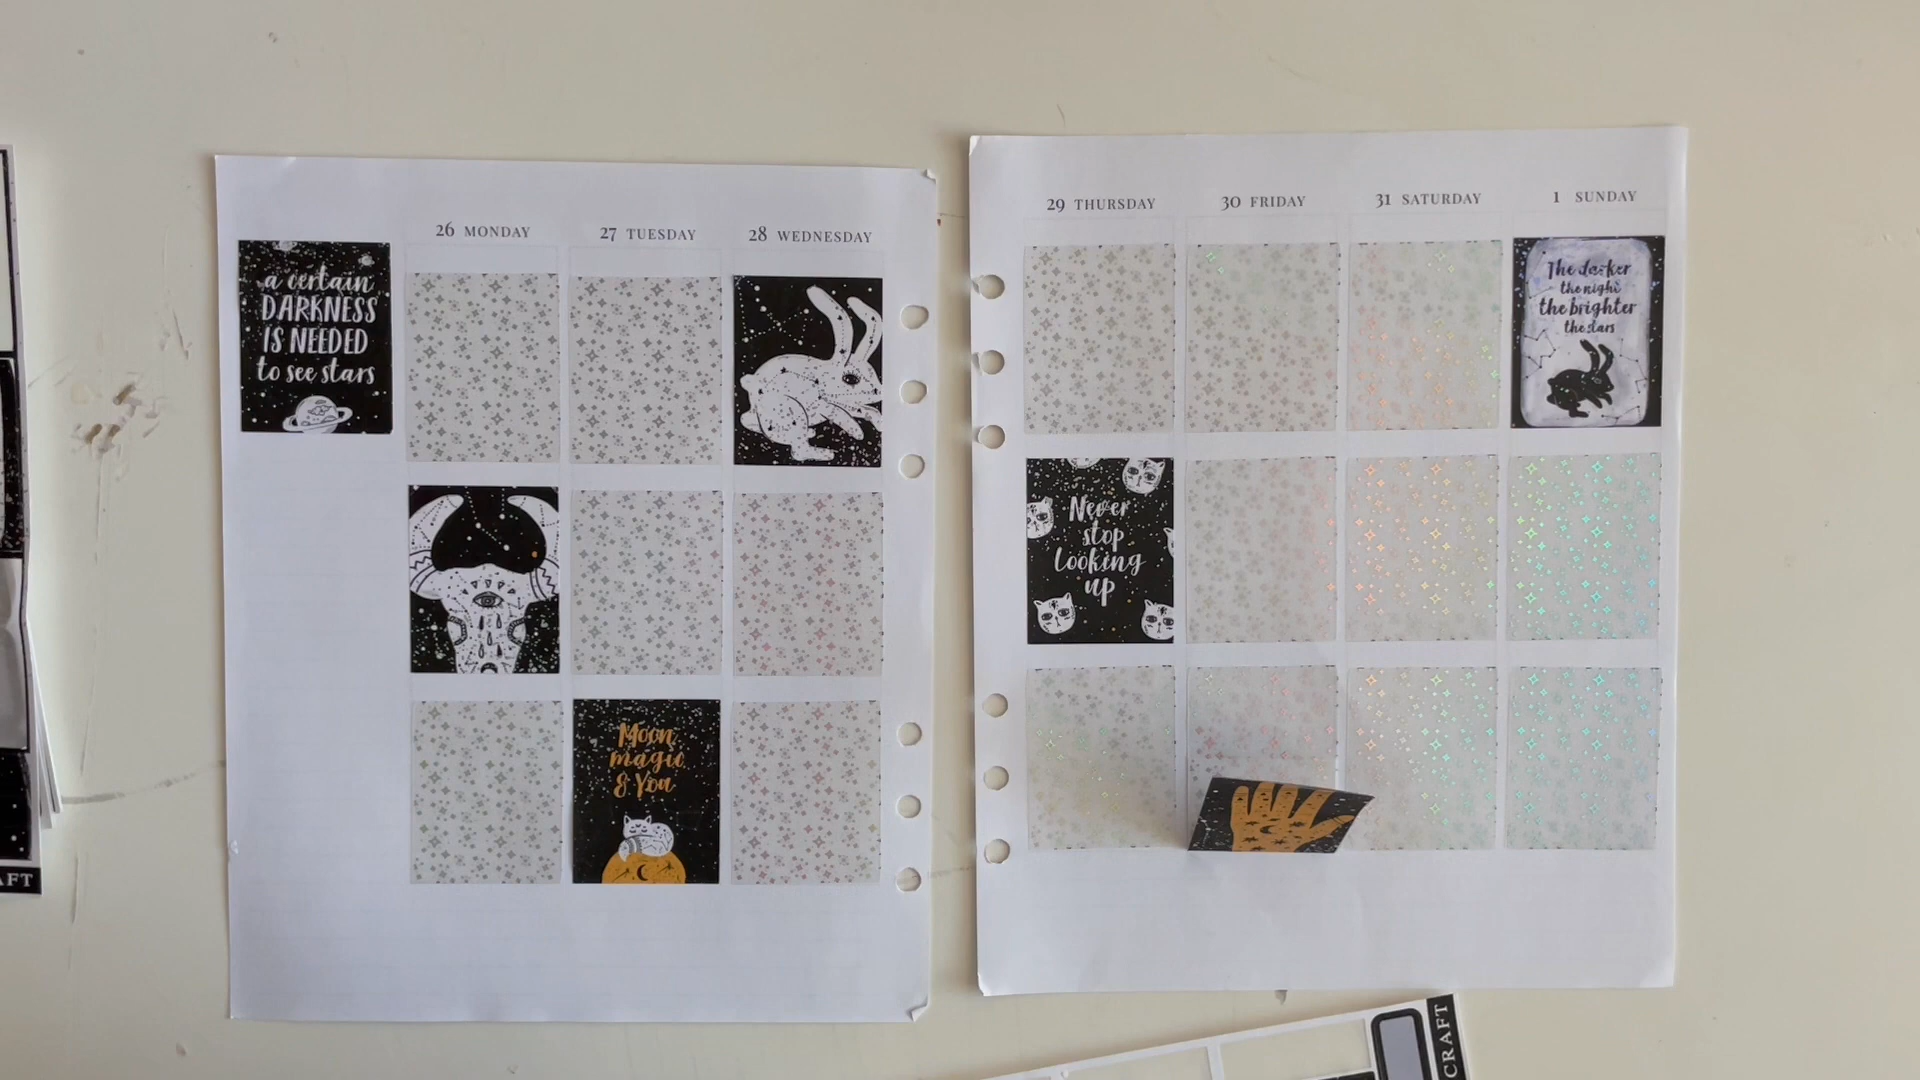 26 MONDAY
27 TUESDAY
28 WEDNESDAY
29 THURSDAY
30 FRIDAY
31 SATURDAY
1 SUNDAY
a certain
DARKNESS
IS NEEDED
to see stars
The darker
the night
the brighter
the stars
Never
stop
looking
up
Moon
magic
& You
AFT
CRAFT